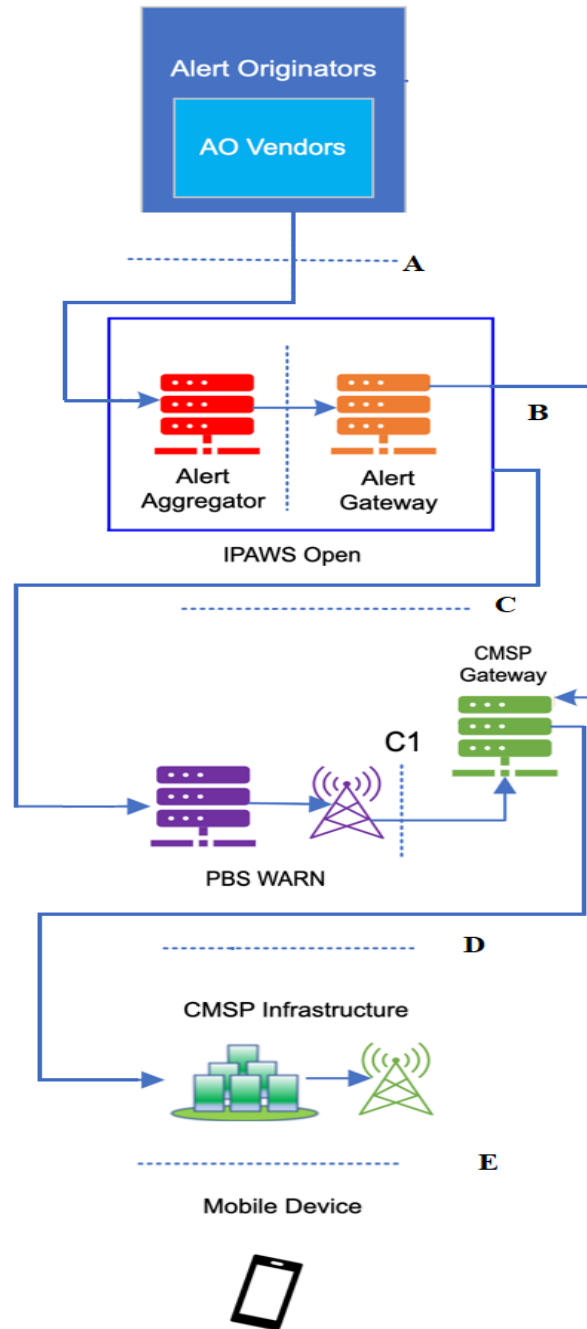 Alert Originators
AO Vendors
A
B
Alert
Aggregator
Alert
Gateway
IPAWS Open
C
CMSP
Gateway
C1
PBS WARN
D
CMSP Infrastructure
E
Mobile Device